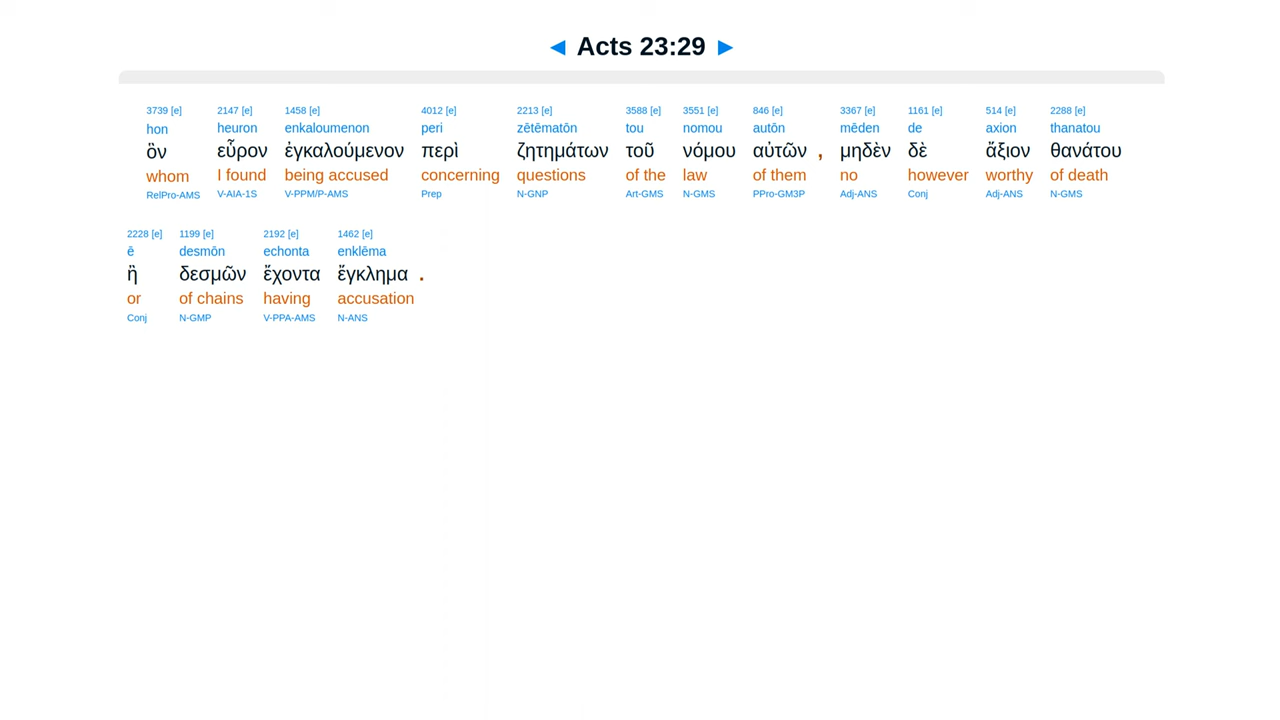 ◄ Acts 23:29 ►
3739 [e] 2147 [e] 1458 [e] 4012 [e] 2213 [e] 3588 [e] 3551 [e] 846 [e] 3367 [e] 1161 [e] 514 [e] 2288 [e]
hon heuron enkaloumenon peri zētēmatōn tou nomou autōn mēden de axion thanatou
ὃν εὗρον ἐγκαλούμενον περὶ ζητημάτων τοῦ νόμου αὐτῶν , μηδὲν δὲ ἄξιον θανάτου
whom I found being accused concerning questions of the law of them no however worthy of death
RelPro-AMS V-AIA-1S V-PPM/P-AMS Prep N-GNP Art-GMS N-GMS PPro-GM3P Adj-ANS Conj Adj-ANS N-GMS
2228 [e] 1199 [e] 2192 [e] 1462 [e]
ē desmōn echonta enklēma
ἢ δεσμῶν ἔχοντα ἔγκλημα .
or of chains having accusation
Conj N-GMP V-PPA-AMS N-ANS